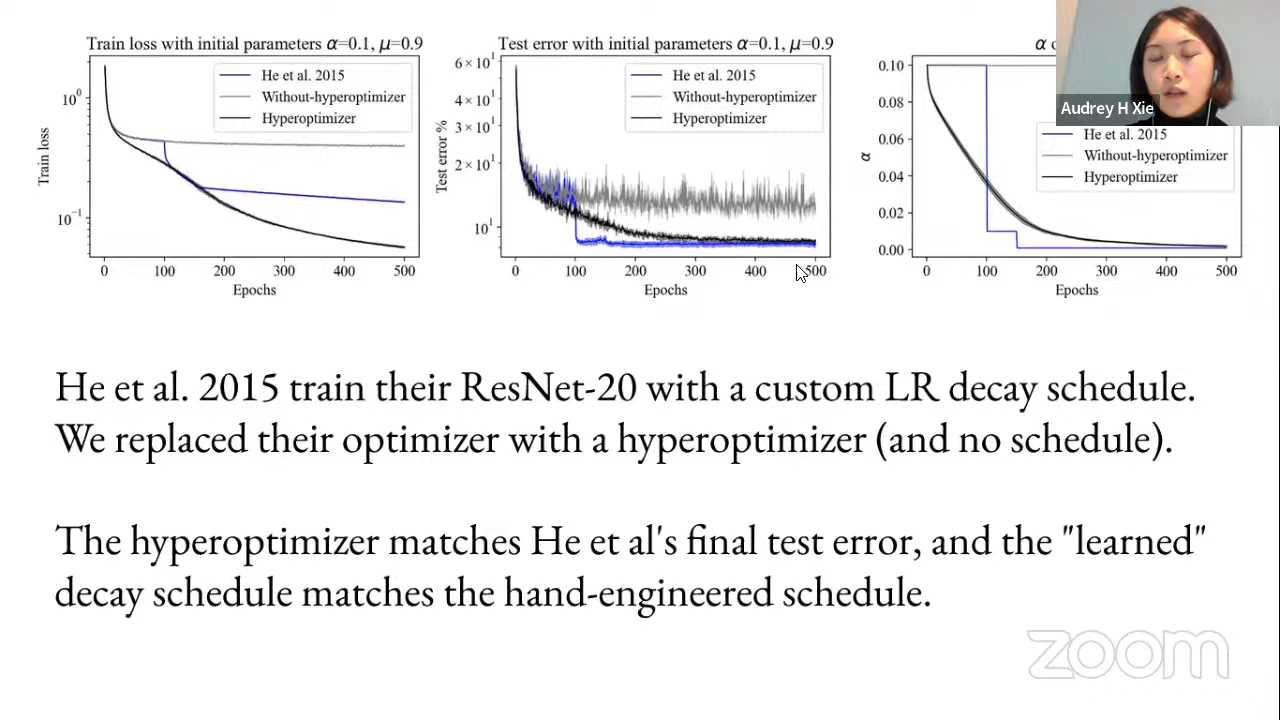 Train loss with initial parameters α=0.1, μ=0.9
He et al. 2015
Without-hyperoptimizer
Hyperoptimizer
10⁰
10⁻¹
Train loss
0 100 200 300 400 500
Epochs
Test error with initial parameters α=0.1, μ=0.9
He et al. 2015
Without-hyperoptimizer
Hyperoptimizer
6 × 10¹
4 × 10¹
3 × 10¹
2 × 10¹
10¹
Test error %
0 100 200 300 400 500
Epochs
α
Audrey H Xie
He et al. 2015
Without-hyperoptimizer
Hyperoptimizer
0.10
0.08
0.06
0.04
0.02
0.00
α
0 100 200 300 400 500
Epochs
He et al. 2015 train their ResNet-20 with a custom LR decay schedule.
We replaced their optimizer with a hyperoptimizer (and no schedule).
The hyperoptimizer matches He et al's final test error, and the "learned"
decay schedule matches the hand-engineered schedule.
zoom